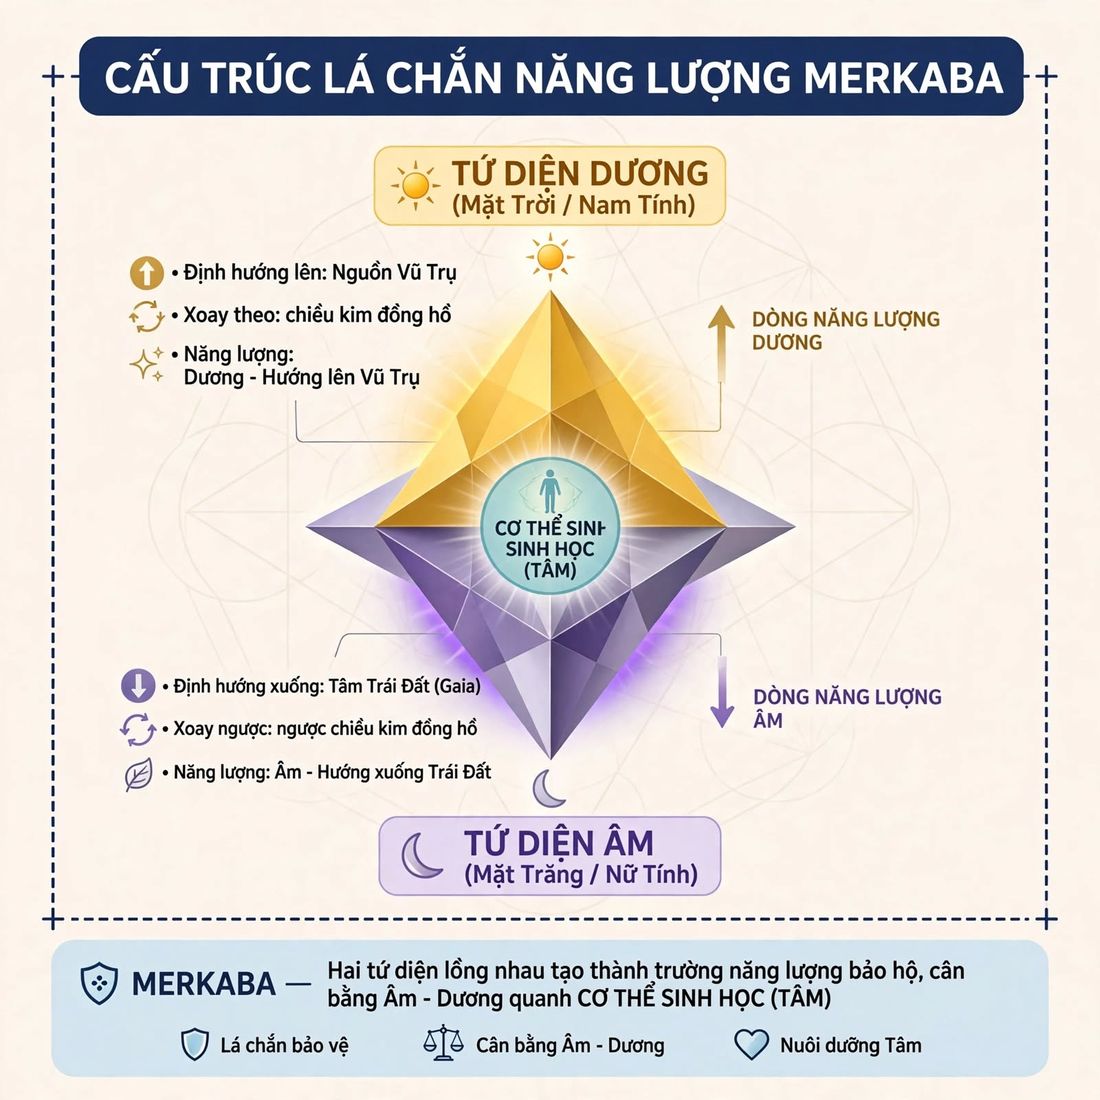 CẤU TRÚC LÁ CHẮN NĂNG LƯỢNG MERKABA
TỨ DIỆN DƯƠNG
(Mặt Trời / Nam Tính)
• Định hướng lên: Nguồn Vũ Trụ
• Xoay theo: chiều kim đồng hồ
• Năng lượng:
Dương - Hướng lên Vũ Trụ
DÒNG NĂNG LƯỢNG
DƯƠNG
CƠ THỂ SINH
SINH HỌC
(TÂM)
• Định hướng xuống: Tâm Trái Đất (Gaia)
• Xoay ngược: ngược chiều kim đồng hồ
• Năng lượng: Âm - Hướng xuống Trái Đất
DÒNG NĂNG LƯỢNG
ÂM
TỨ DIỆN ÂM
(Mặt Trăng / Nữ Tính)
MERKABA —
Hai tứ diện lồng nhau tạo thành trường năng lượng bảo hộ, cân
bằng Âm - Dương quanh CƠ THỂ SINH HỌC (TÂM)
Lá chắn bảo vệ
Cân bằng Âm - Dương
Nuôi dưỡng Tâm